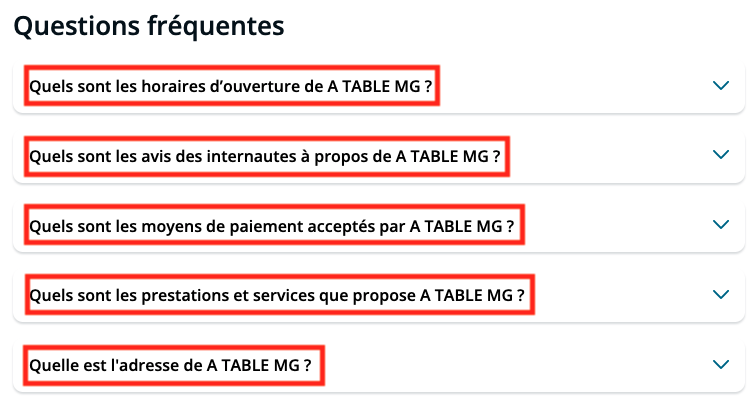 Questions fréquentes
Quels sont les horaires d’ouverture de A TABLE MG ?
Quels sont les avis des internautes à propos de A TABLE MG ?
Quels sont les moyens de paiement acceptés par A TABLE MG ?
Quels sont les prestations et services que propose A TABLE MG ?
Quelle est l'adresse de A TABLE MG ?